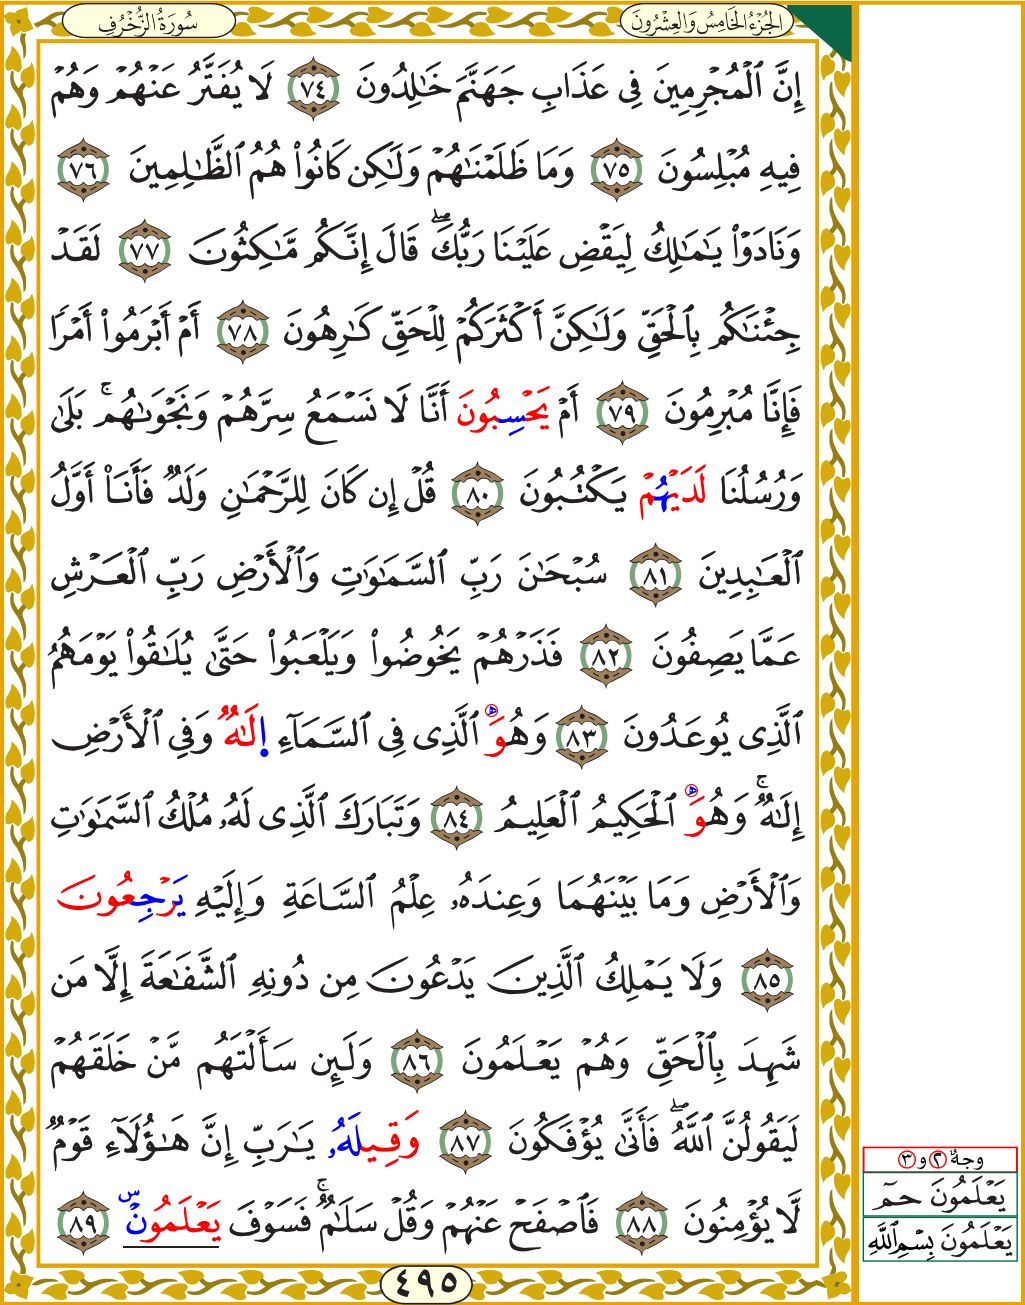 سُورَةُ الزُّخْرُفِ
الجُزْءُ الخَامِسُ وَالعِشْرُونَ
إِنَّ ٱلْمُجْرِمِينَ فِى عَذَابِ جَهَنَّمَ خَٰلِدُونَ ٧٤ لَا يُفَتَّرُ عَنْهُمْ وَهُمْ
فِيهِ مُبْلِسُونَ ٧٥ وَمَا ظَلَمْنَٰهُمْ وَلَٰكِن كَانُوا۟ هُمُ ٱلظَّٰلِمِينَ ٧٦
وَنَادَوْا۟ يَٰمَٰلِكُ لِيَقْضِ عَلَيْنَا رَبُّكَ ۖ قَالَ إِنَّكُم مَّٰكِثُونَ ٧٧ لَقَدْ
جِئْنَٰكُم بِٱلْحَقِّ وَلَٰكِنَّ أَكْثَرَكُمْ لِلْحَقِّ كَٰرِهُونَ ٧٨ أَمْ أَبْرَمُوا۟ أَمْرًا
فَإِنَّا مُبْرِمُونَ ٧٩ أَمْ يَحْسِبُونَ أَنَّا لَا نَسْمَعُ سِرَّهُمْ وَنَجْوَىٰهُم ۚ بَلَىٰ
وَرُسُلُنَا لَدَيْهُمْ يَكْتُبُونَ ٨٠ قُلْ إِن كَانَ لِلرَّحْمَٰنِ وَلَدٌ فَأَنَا۠ أَوَّلُ
ٱلْعَٰبِدِينَ ٨١ سُبْحَٰنَ رَبِّ ٱلسَّمَٰوَٰتِ وَٱلْأَرْضِ رَبِّ ٱلْعَرْشِ
عَمَّا يَصِفُونَ ٨٢ فَذَرْهُمْ يَخُوضُوا۟ وَيَلْعَبُوا۟ حَتَّىٰ يُلَٰقُوا۟ يَوْمَهُمُ
ٱلَّذِى يُوعَدُونَ ٨٣ وَهُوَ ٱلَّذِى فِى ٱلسَّمَآءِ إِلَٰهٌ وَفِى ٱلْأَرْضِ
إِلَٰهٌ ۚ وَهُوَ ٱلْحَكِيمُ ٱلْعَلِيمُ ٨٤ وَتَبَارَكَ ٱلَّذِى لَهُۥ مُلْكُ ٱلسَّمَٰوَٰتِ
وَٱلْأَرْضِ وَمَا بَيْنَهُمَا وَعِندَهُۥ عِلْمُ ٱلسَّاعَةِ وَإِلَيْهِ يَرْجِعُونَ
٨٥ وَلَا يَمْلِكُ ٱلَّذِينَ يَدْعُونَ مِن دُونِهِ ٱلشَّفَٰعَةَ إِلَّا مَن
شَهِدَ بِٱلْحَقِّ وَهُمْ يَعْلَمُونَ ٨٦ وَلَئِن سَأَلْتَهُم مَّنْ خَلَقَهُمْ
لَيَقُولُنَّ ٱللَّهُ ۖ فَأَنَّىٰ يُؤْفَكُونَ ٨٧ وَقِيلَهُۥ يَٰرَبِّ إِنَّ هَٰٓؤُلَآءِ قَوْمٌ
لَّا يُؤْمِنُونَ ٨٨ فَٱصْفَحْ عَنْهُمْ وَقُلْ سَلَٰمٌ ۚ فَسَوْفَ يَعْلَمُونَ ۜ ٨٩
وجهٌ ٢ و ٣
يَعْلَمُونَ حمٓ
يَعْلَمُونَ بِسْمِ ٱللَّهِ
٤٩٥